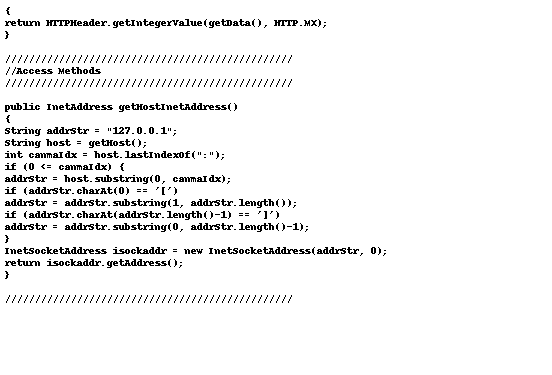 {
return HTTPHeader.getIntegerValue(getData(), HTTP.MX);
}
////////////////////////////////////////////////
//Access Methods
////////////////////////////////////////////////
public InetAddress getHostInetAddress()
{
String addrStr = "127.0.0.1";
String host = getHost();
int canmaIdx = host.lastIndexOf(":");
if (0 <= canmaIdx) {
addrStr = host.substring(0, canmaIdx);
if (addrStr.charAt(0) == '[')
addrStr = addrStr.substring(1, addrStr.length());
if (addrStr.charAt(addrStr.length()-1) == ']')
addrStr = addrStr.substring(0, addrStr.length()-1);
}
InetSocketAddress isockaddr = new InetSocketAddress(addrStr, 0);
return isockaddr.getAddress();
}
////////////////////////////////////////////////